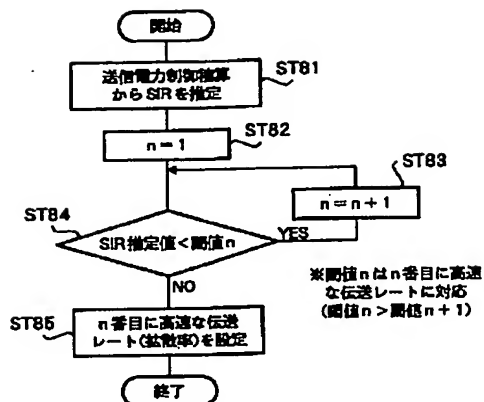 開始
ST81
送信電力制御積算
からSIRを推定
ST82
n=1
ST83
n=n+1
ST84
SIR推定値<閾値n
YES
NO
※閾値nはn番目に高速
な伝送レートに対応
(閾値n>閾値n+1)
ST85
n番目に高速な伝送
レート(拡散率)を設定
終了